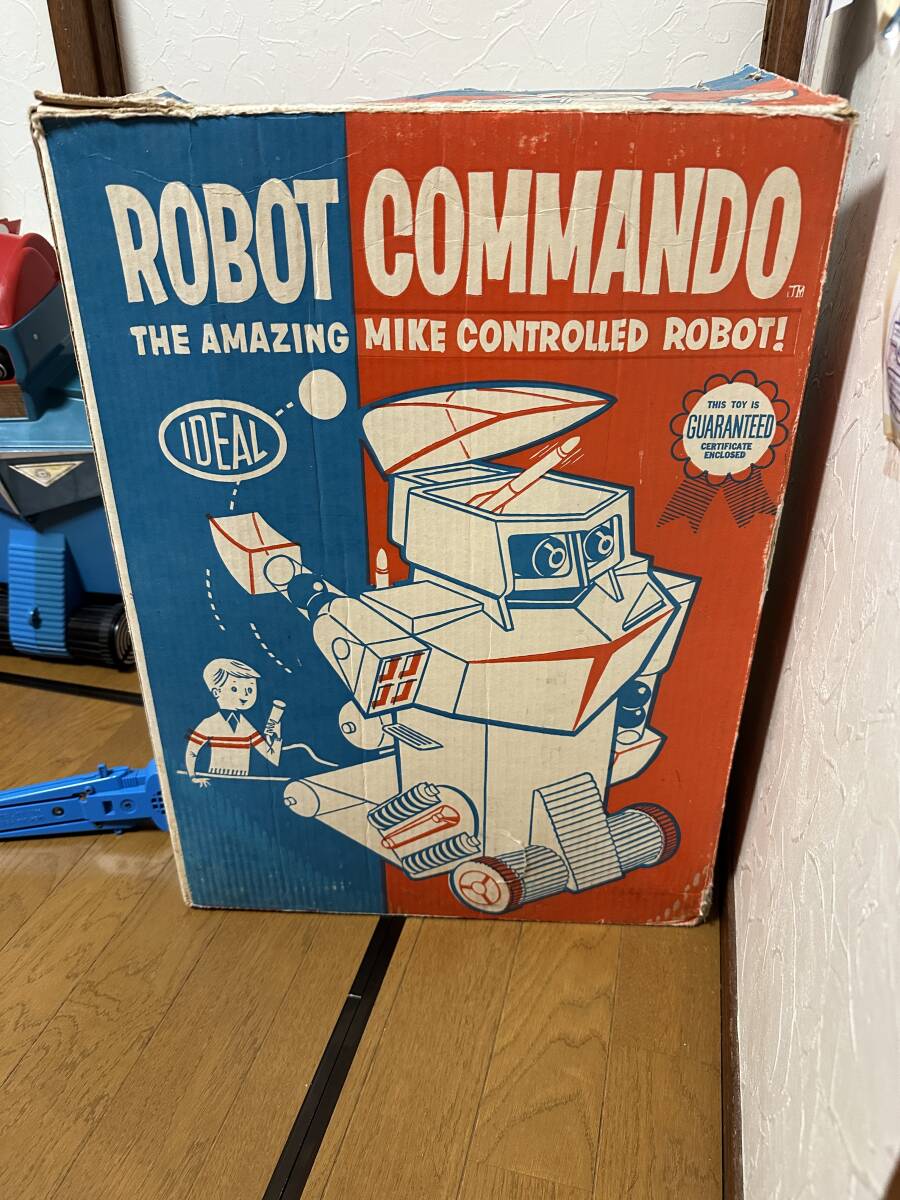 ROBOT COMMANDO TM
THE AMAZING MIKE CONTROLLED ROBOT!
IDEAL
THIS TOY IS
GUARANTEED
CERTIFICATE
ENCLOSED